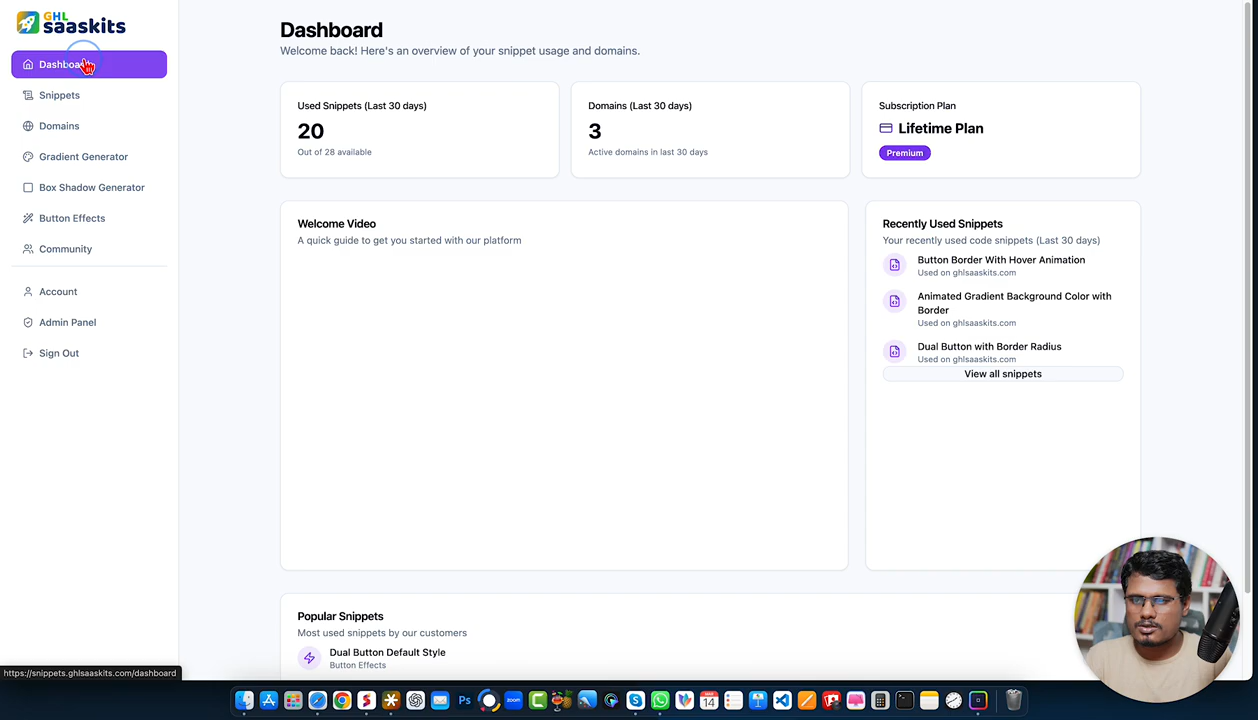 GHL
saaskits
Dashboard
Snippets
Domains
Gradient Generator
Box Shadow Generator
Button Effects
Community
Account
Admin Panel
Sign Out
Dashboard
Welcome back! Here's an overview of your snippet usage and domains.
Used Snippets (Last 30 days)
20
Out of 28 available
Domains (Last 30 days)
3
Active domains in last 30 days
Subscription Plan
Lifetime Plan
Premium
Welcome Video
A quick guide to get you started with our platform
Recently Used Snippets
Your recently used code snippets (Last 30 days)
Button Border With Hover Animation
Used on ghlsaaskits.com
Animated Gradient Background Color with
Border
Used on ghlsaaskits.com
Dual Button with Border Radius
Used on ghlsaaskits.com
View all snippets
Popular Snippets
Most used snippets by our customers
Dual Button Default Style
Button Effects
https://snippets.ghlsaaskits.com/dashboard
Ps
zoom
14